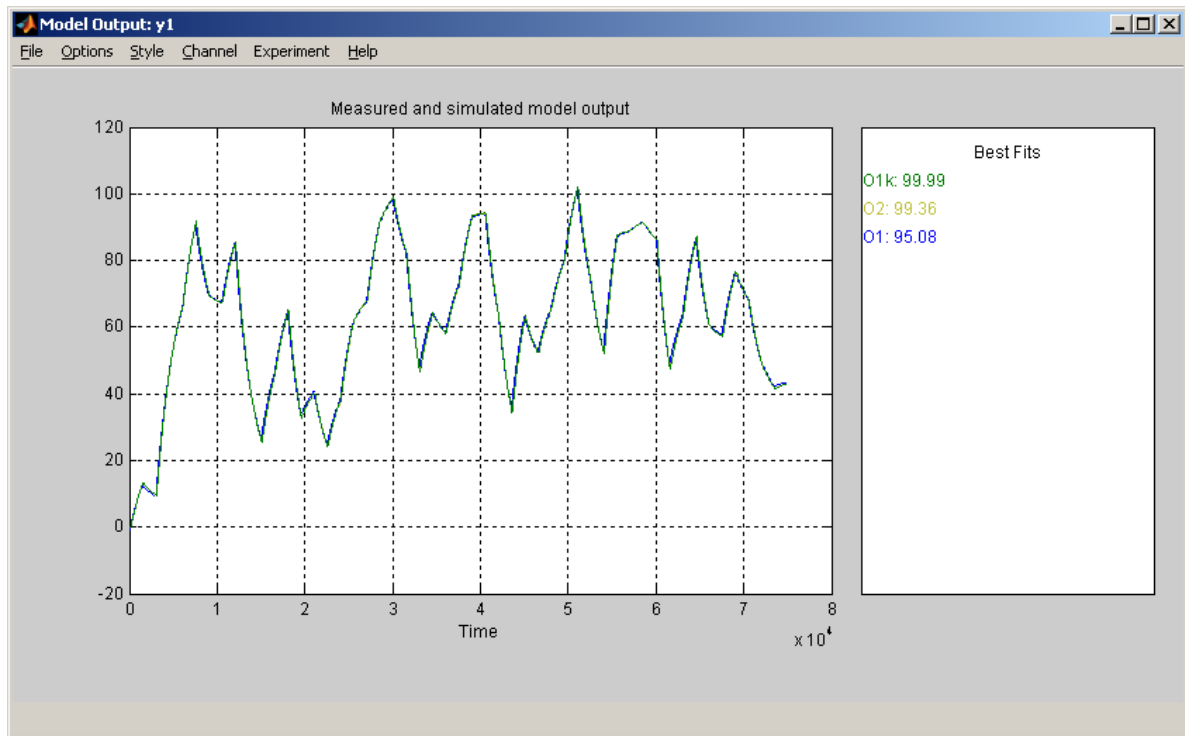 Model Output: y1
File Options Style Channel Experiment Help
Measured and simulated model output
120
100
80
60
40
20
0
-20
0 1 2 3 4 5 6 7 8
Time
x 10⁴
Best Fits
O1k: 99.99
O2: 99.36
O1: 95.08